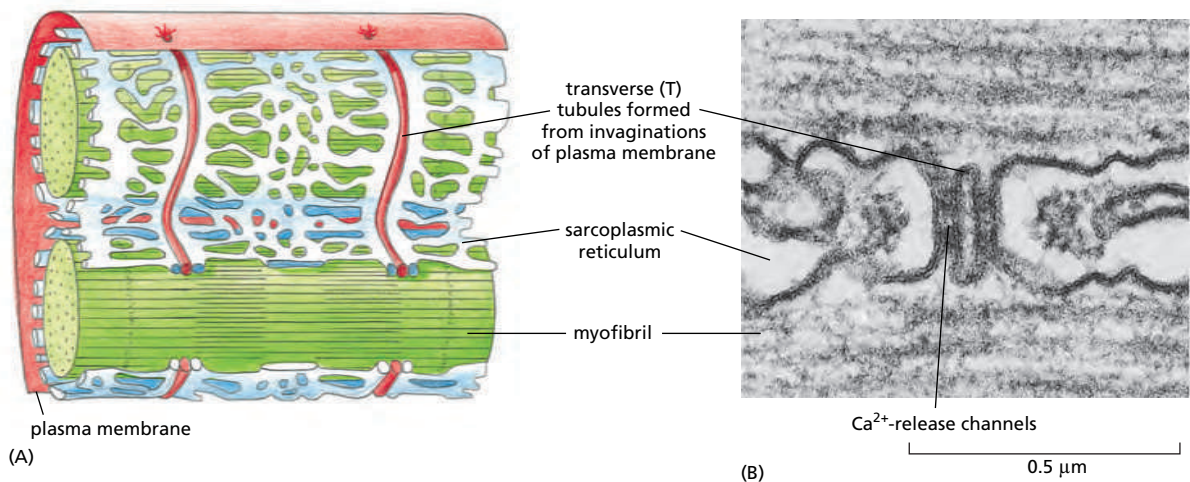 transverse (T)
tubules formed
from invaginations
of plasma membrane
sarcoplasmic
reticulum
myofibril
plasma membrane
(A)
Ca²⁺-release channels
(B)
0.5 μm